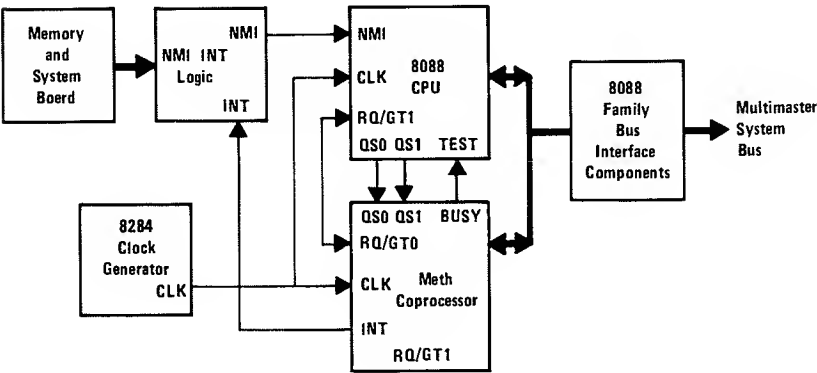 Memory
and
System
Board
NMI
NMI INT
Logic
INT
NMI
8088
CPU
CLK
RQ/GT1
QS0 QS1 TEST
8088
Family
Bus
Interface
Components
Multimaster
System
Bus
8284
Clock
Generator
CLK
QS0 QS1 BUSY
RQ/GT0
CLK
Meth
Coprocessor
INT
RQ/GT1